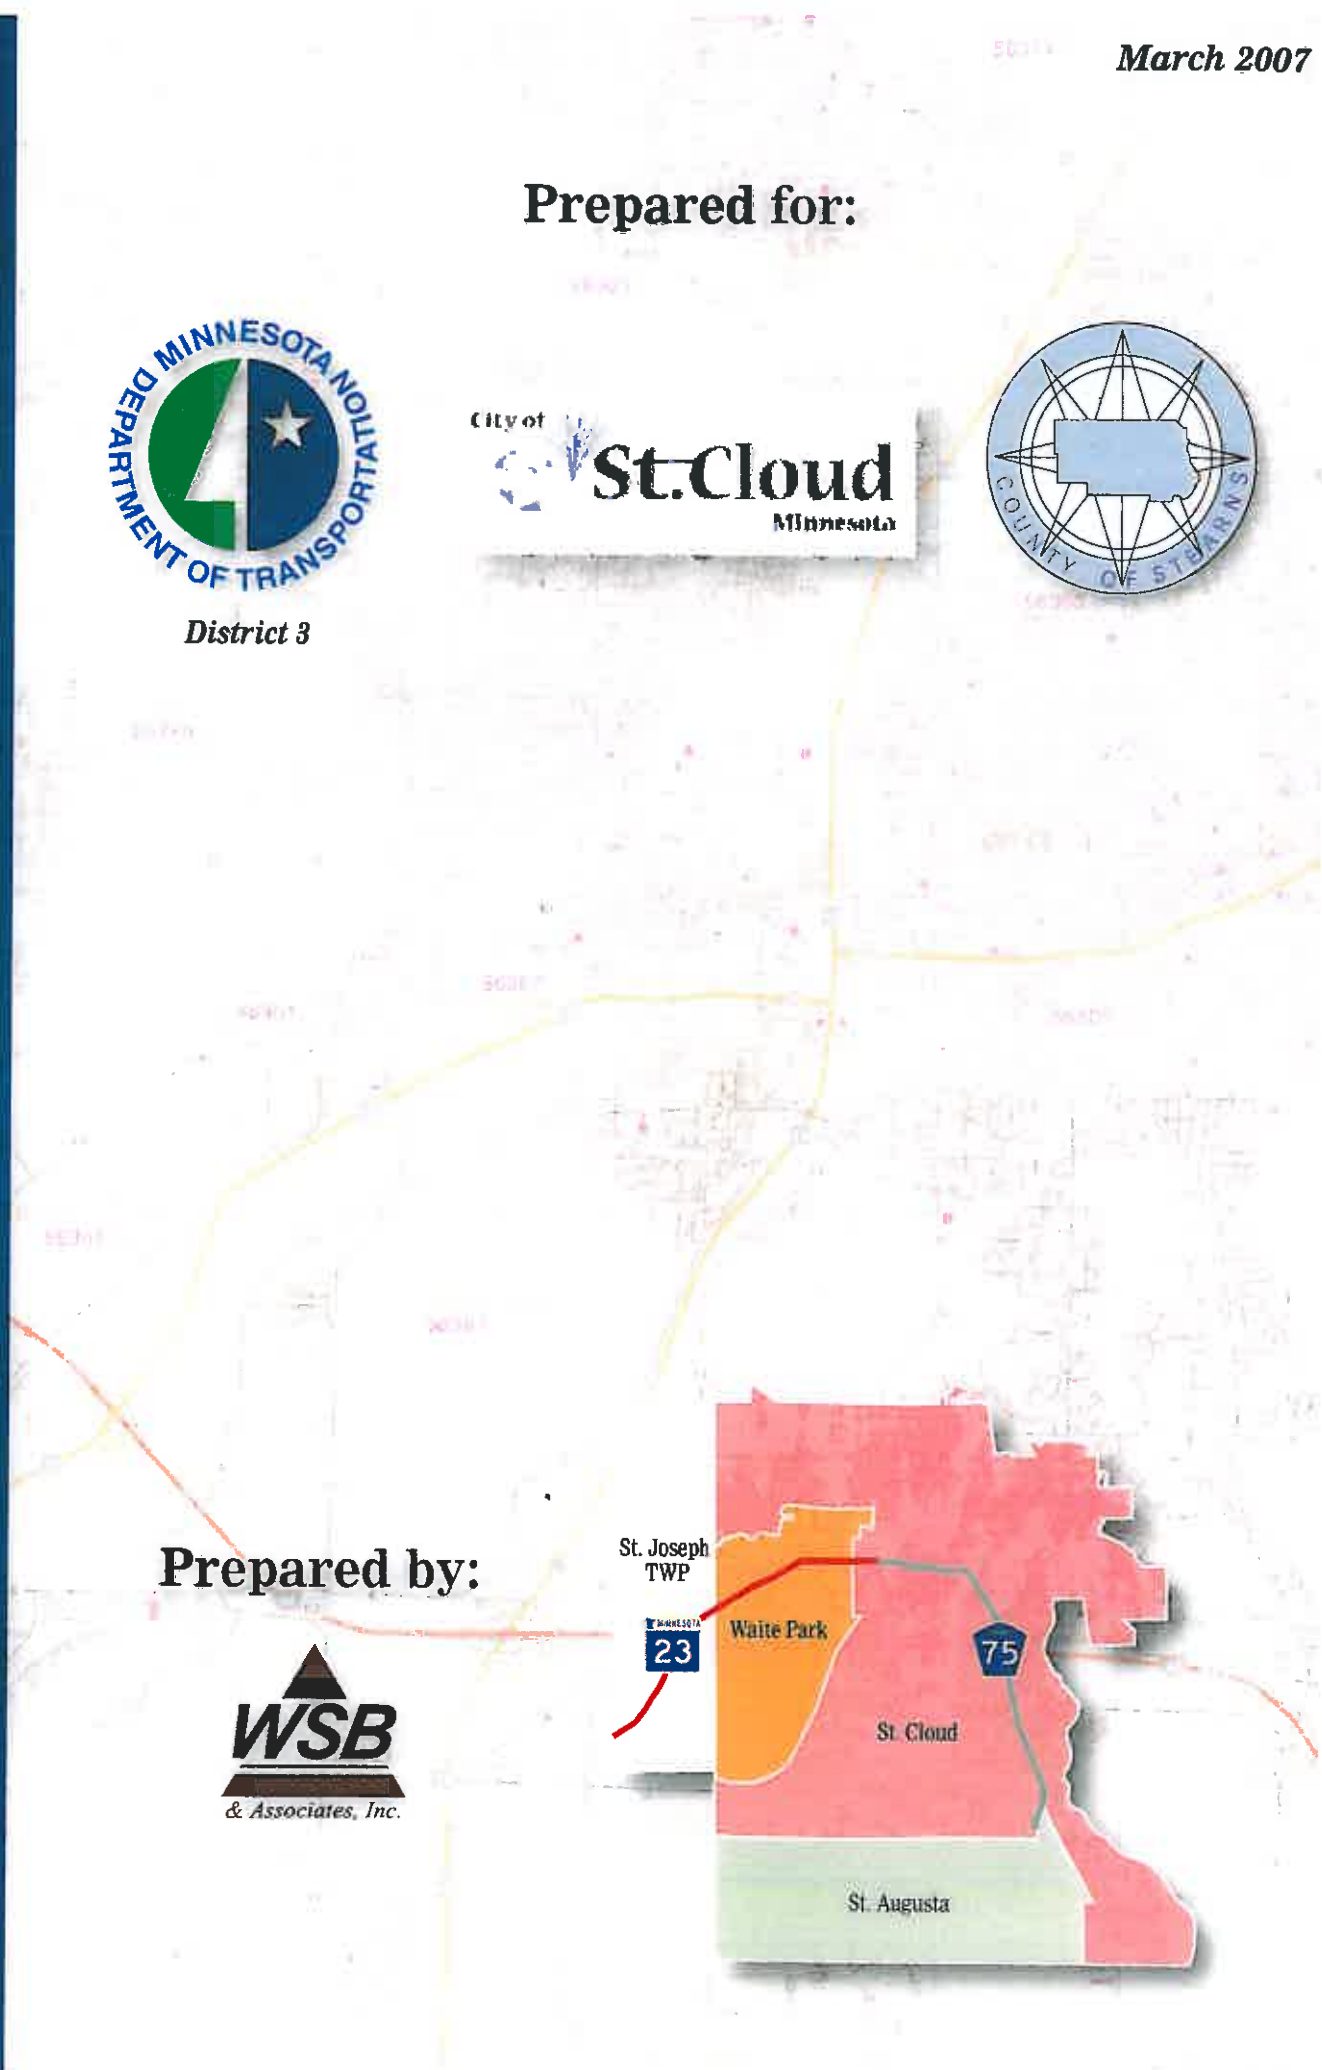 March 2007
Prepared for:
MINNESOTA
DEPARTMENT OF TRANSPORTATION
District 3
City of
St. Cloud
Minnesota
COUNTY OF STEARNS
Prepared by:
WSB
& Associates, Inc.
St. Joseph
TWP
MINNESOTA
23
Waite Park
75
St. Cloud
St. Augusta